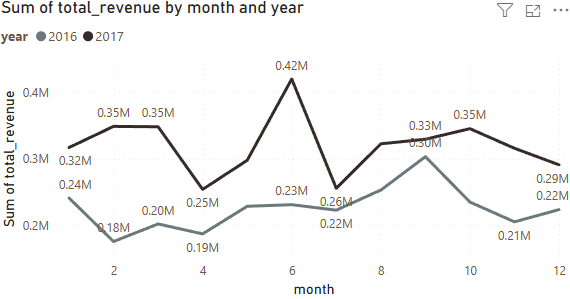 Sum of total_revenue by month and year
year 2016 2017
0.42M
0.4M
0.35M 0.35M 0.35M
0.33M
0.32M
0.30M
0.3M
0.29M
0.24M
0.25M
0.26M
0.23M
0.22M
0.20M
0.22M
0.18M
0.2M
0.19M
0.21M
Sum of total_revenue
2 4 6 8 10 12
month